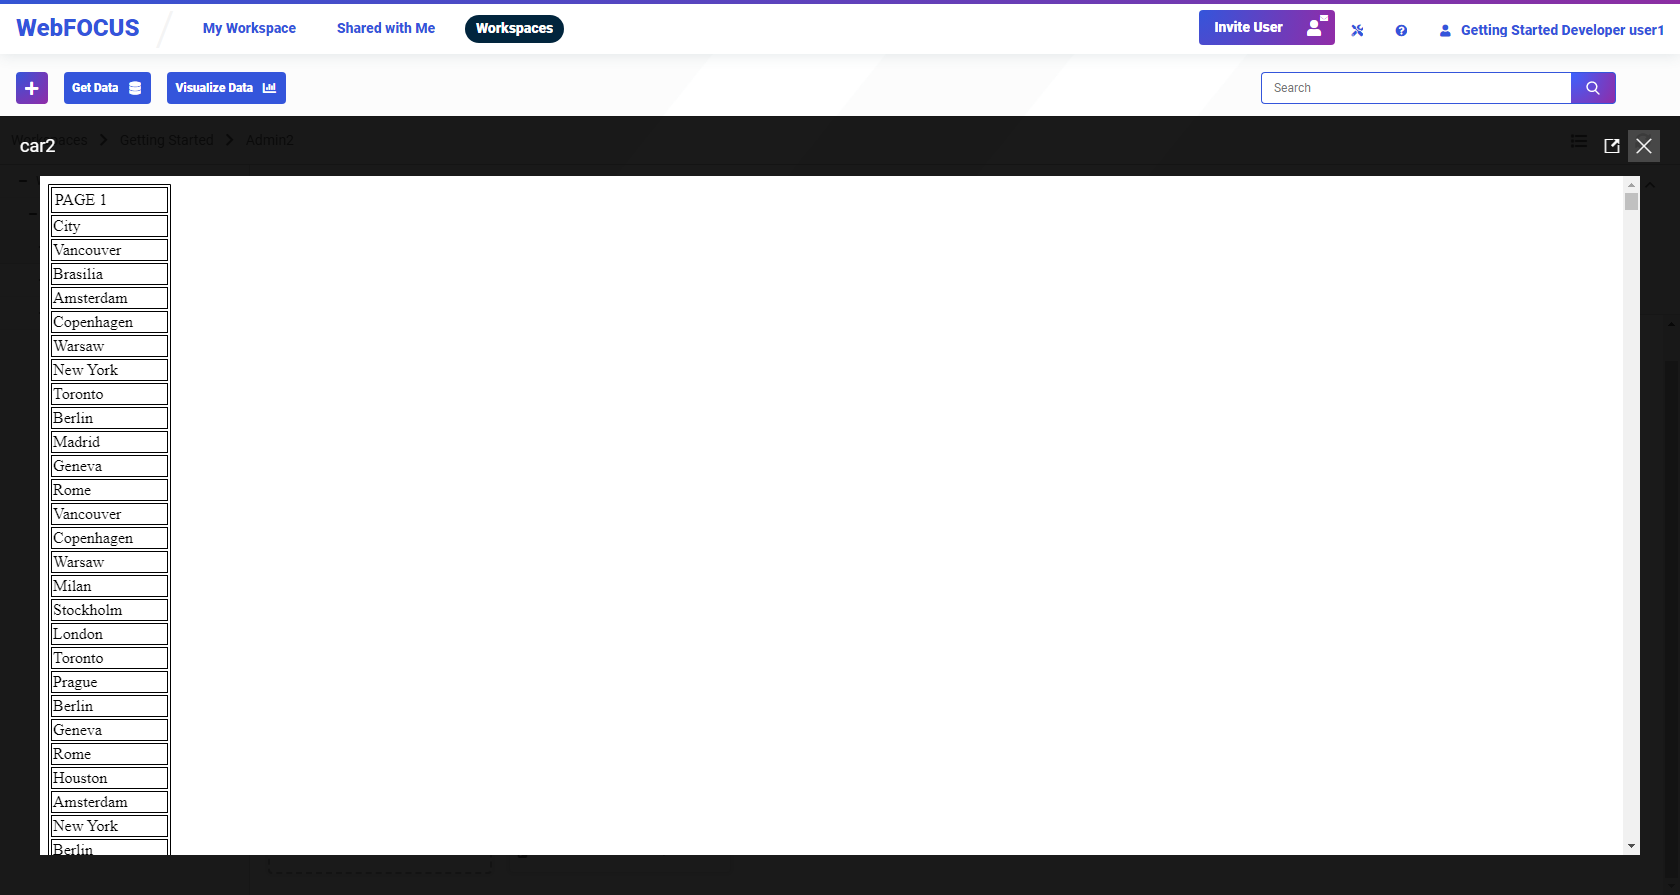 WebFOCUS
My Workspace
Shared with Me
Workspaces
Invite User
Getting Started Developer user1
Get Data
Visualize Data
Search
Workspaces
Getting Started
Admin2
car2
PAGE 1
City
Vancouver
Brasilia
Amsterdam
Copenhagen
Warsaw
New York
Toronto
Berlin
Madrid
Geneva
Rome
Vancouver
Copenhagen
Warsaw
Milan
Stockholm
London
Toronto
Prague
Berlin
Geneva
Rome
Houston
Amsterdam
New York
Berlin